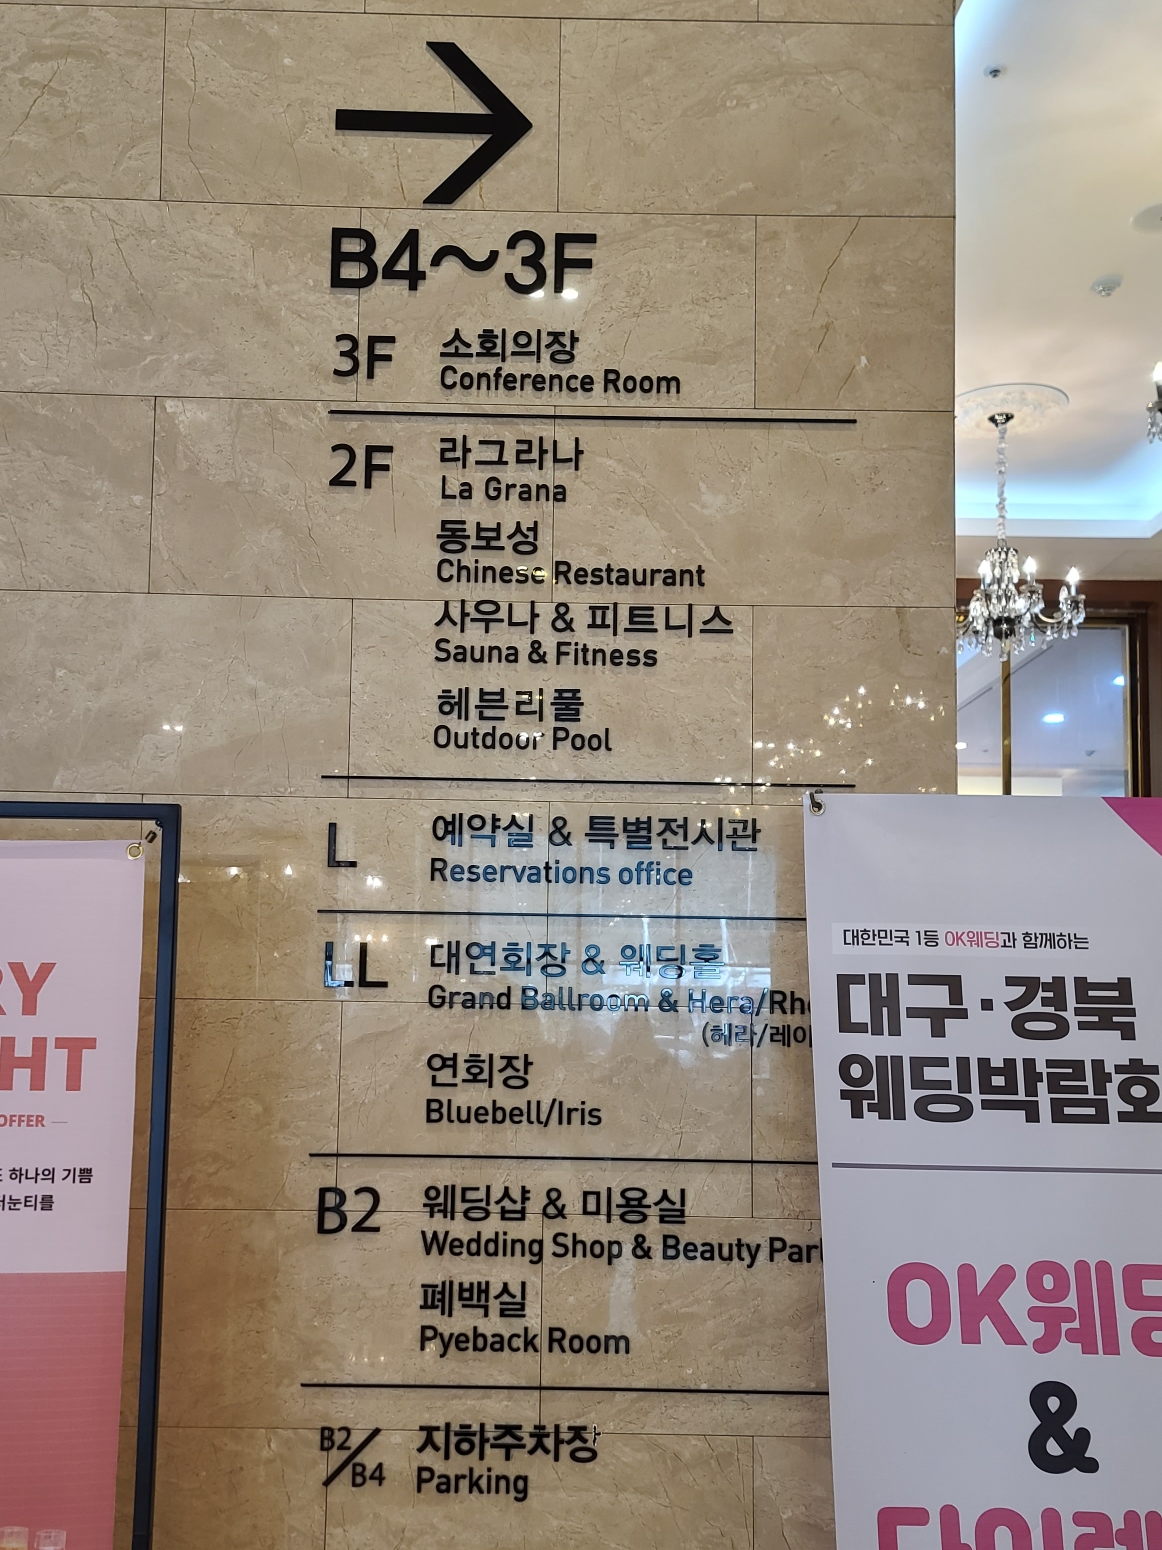 B4~3F
3F 소회의장
Conference Room
2F 라그라나
La Grana
동보성
Chinese Restaurant
사우나 & 피트니스
Sauna & Fitness
헤븐리풀
Outdoor Pool
L 예약실 & 특별전시관
Reservations office
LL 대연회장 & 웨딩홀
Grand Ballroom & Hera/
(헤라/
연회장
Bluebell/Iris
B2 웨딩샵 & 미용실
Wedding Shop & Beauty
폐백실
Pyeback Room
B2/B4 지하주차장
Parking
OFFER
하나의 기쁨
대한민국 1등 OK웨딩과 함께하는
대구·경북
웨딩박람회
OK웨딩
&